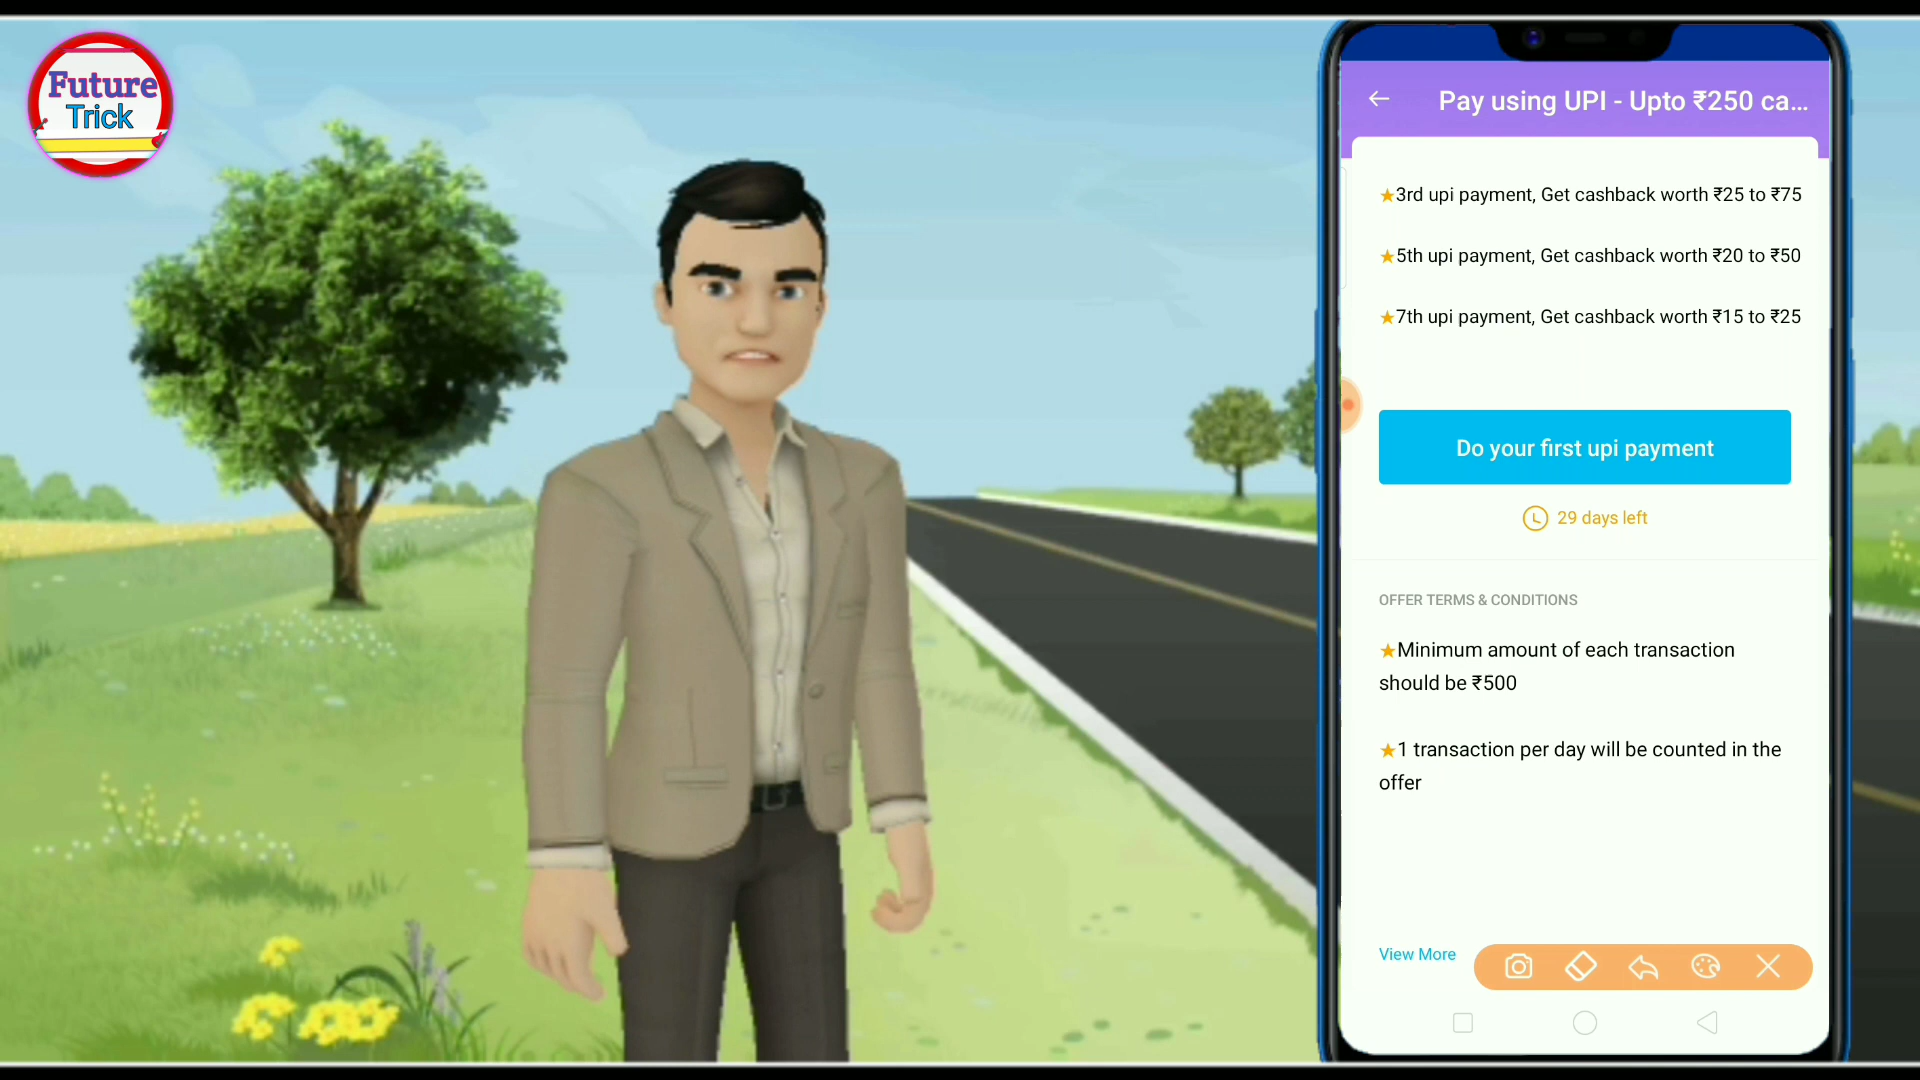 Future
Trick
Pay using UPI - Upto ₹250 ca...
★3rd upi payment, Get cashback worth ₹25 to ₹75
★5th upi payment, Get cashback worth ₹20 to ₹50
★7th upi payment, Get cashback worth ₹15 to ₹25
Do your first upi payment
29 days left
OFFER TERMS & CONDITIONS
★Minimum amount of each transaction
should be ₹500
★1 transaction per day will be counted in the
offer
View More